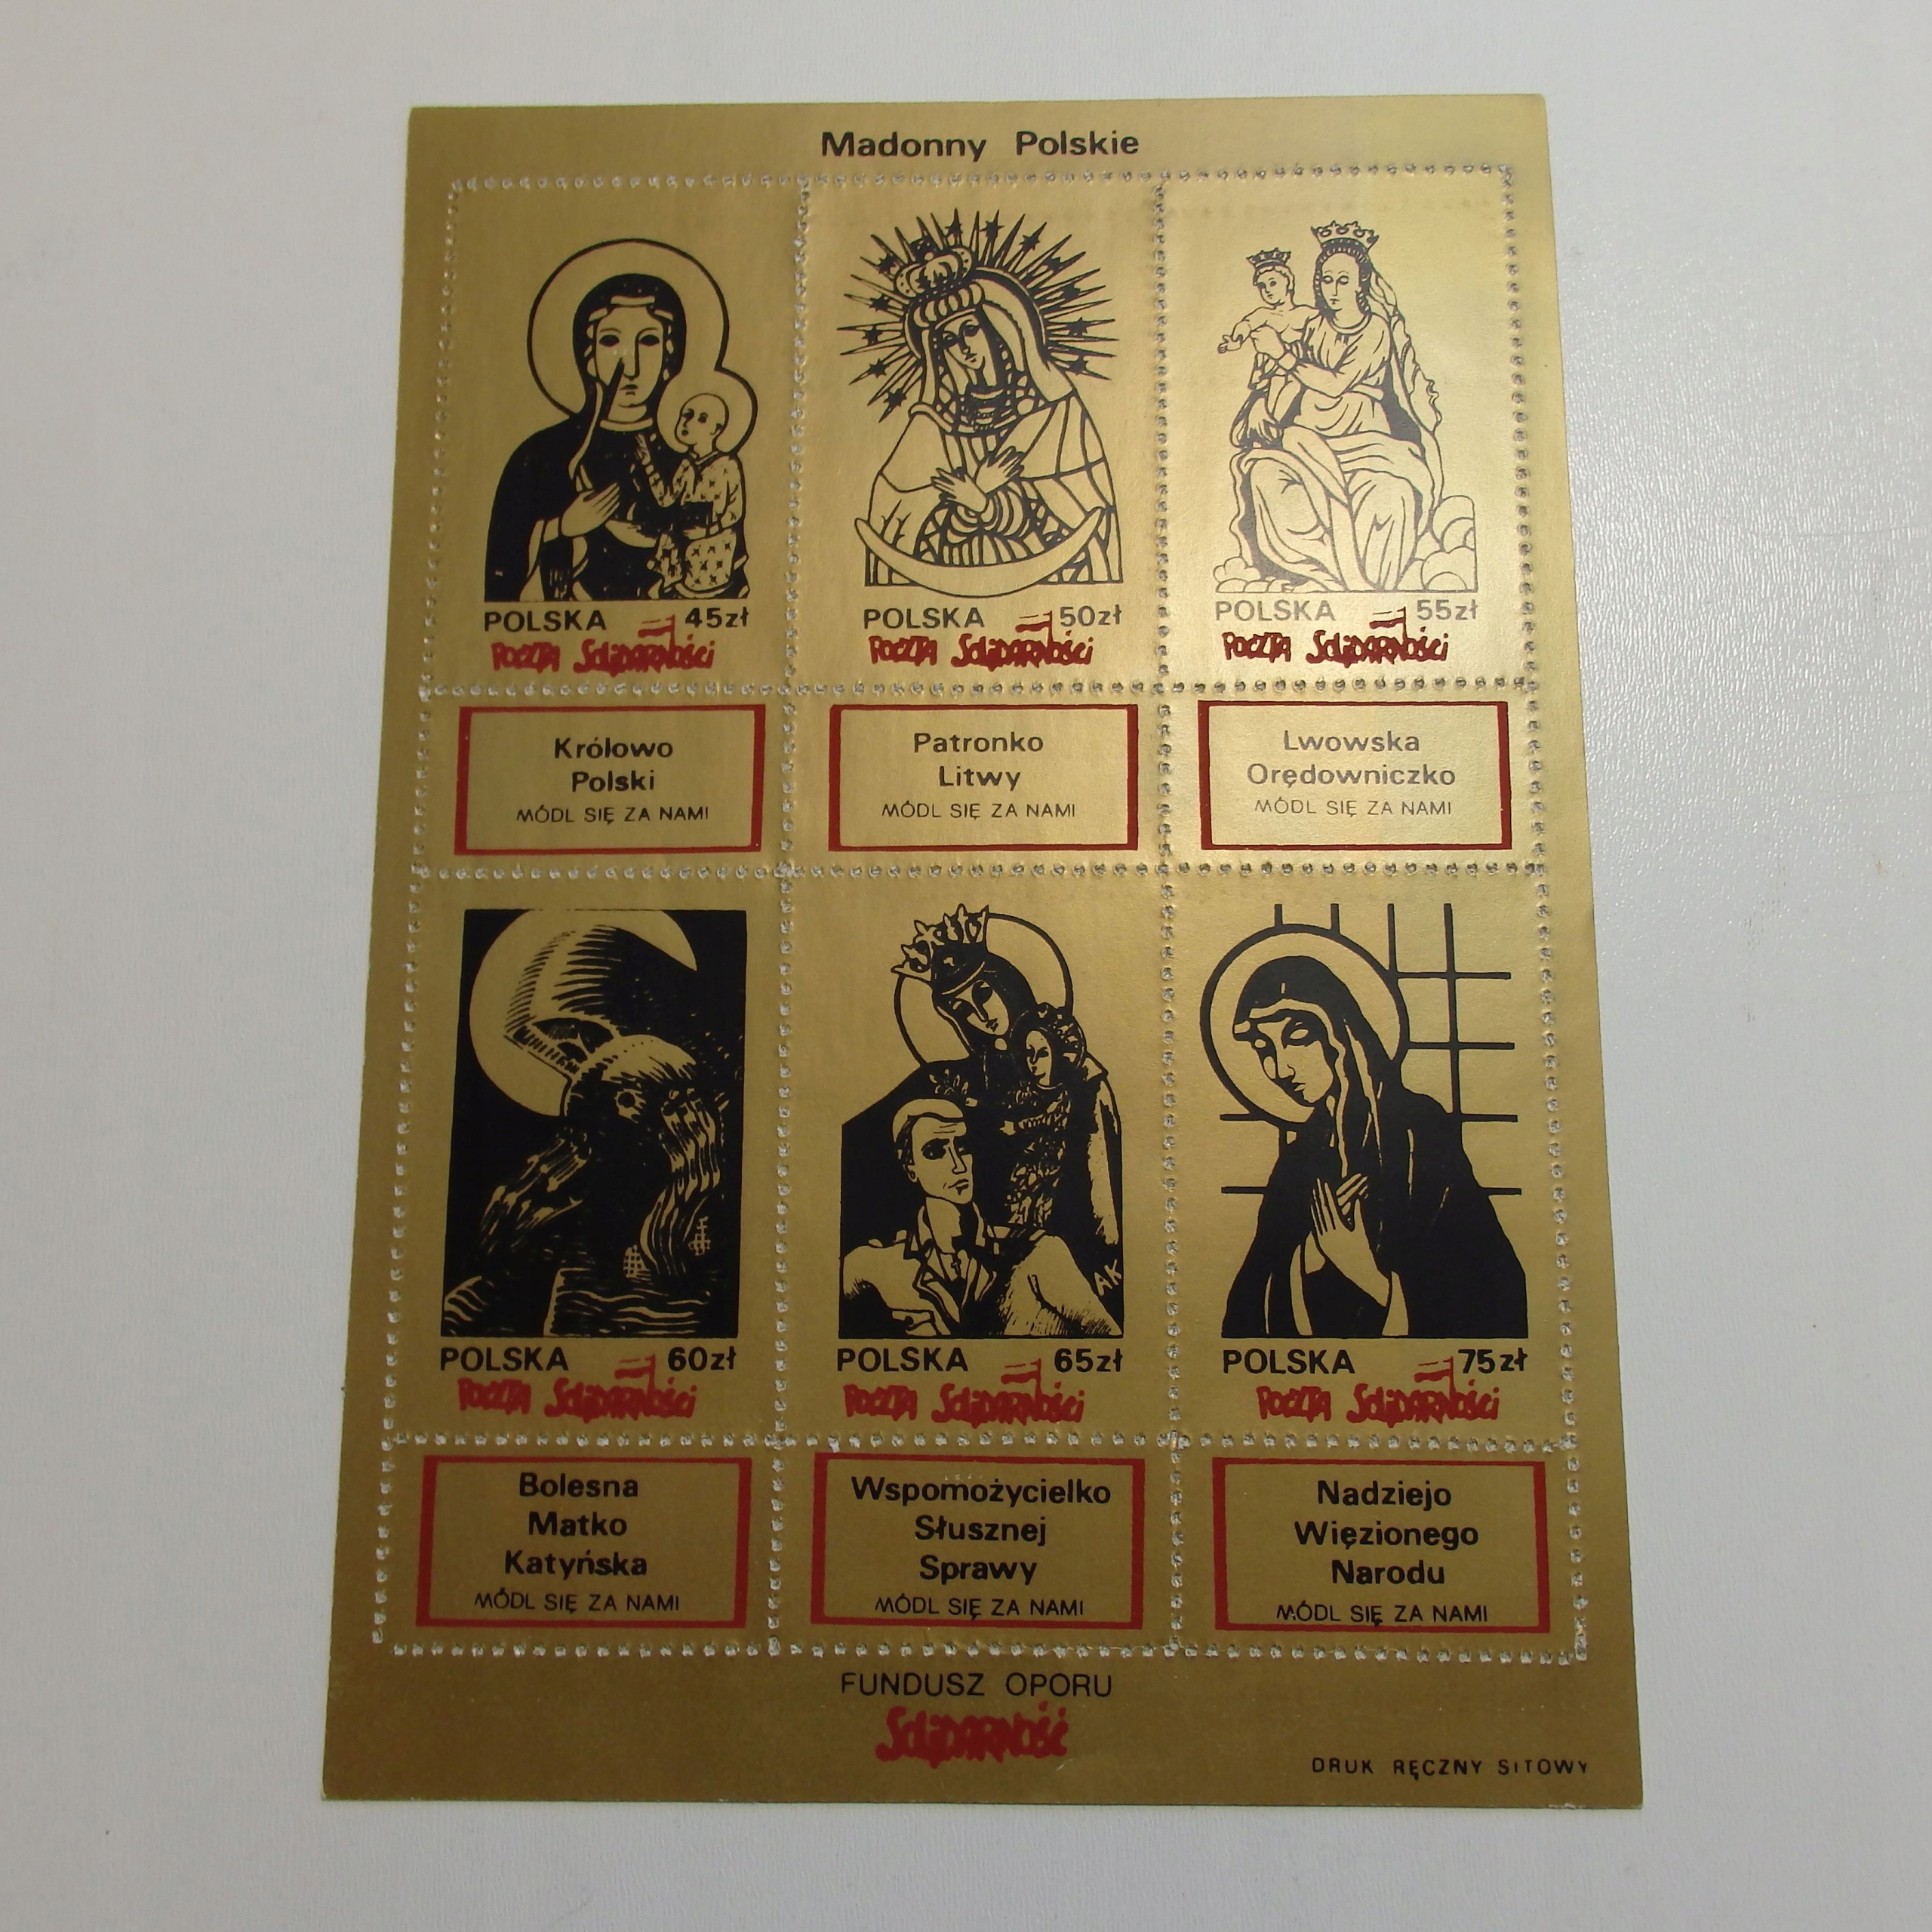 Madonny Polskie
POLSKA 45zł
POCZTA SOLIDARNOŚCI
POLSKA 50zł
POCZTA SOLIDARNOŚCI
POLSKA 55zł
POCZTA SOLIDARNOŚCI
Królowo
Polski
MÓDL SIĘ ZA NAMI
Patronko
Litwy
MÓDL SIĘ ZA NAMI
Lwowska
Orędowniczko
MÓDL SIĘ ZA NAMI
AK
POLSKA 60zł
POCZTA SOLIDARNOŚCI
POLSKA 65zł
POCZTA SOLIDARNOŚCI
POLSKA 75zł
POCZTA SOLIDARNOŚCI
Bolesna
Matko
Katyńska
MÓDL SIĘ ZA NAMI
Wspomożycielko
Słusznej
Sprawy
MÓDL SIĘ ZA NAMI
Nadziejo
Więzionego
Narodu
MÓDL SIĘ ZA NAMI
FUNDUSZ OPORU
SOLIDARNOŚĆ
DRUK RĘCZNY SITOWY